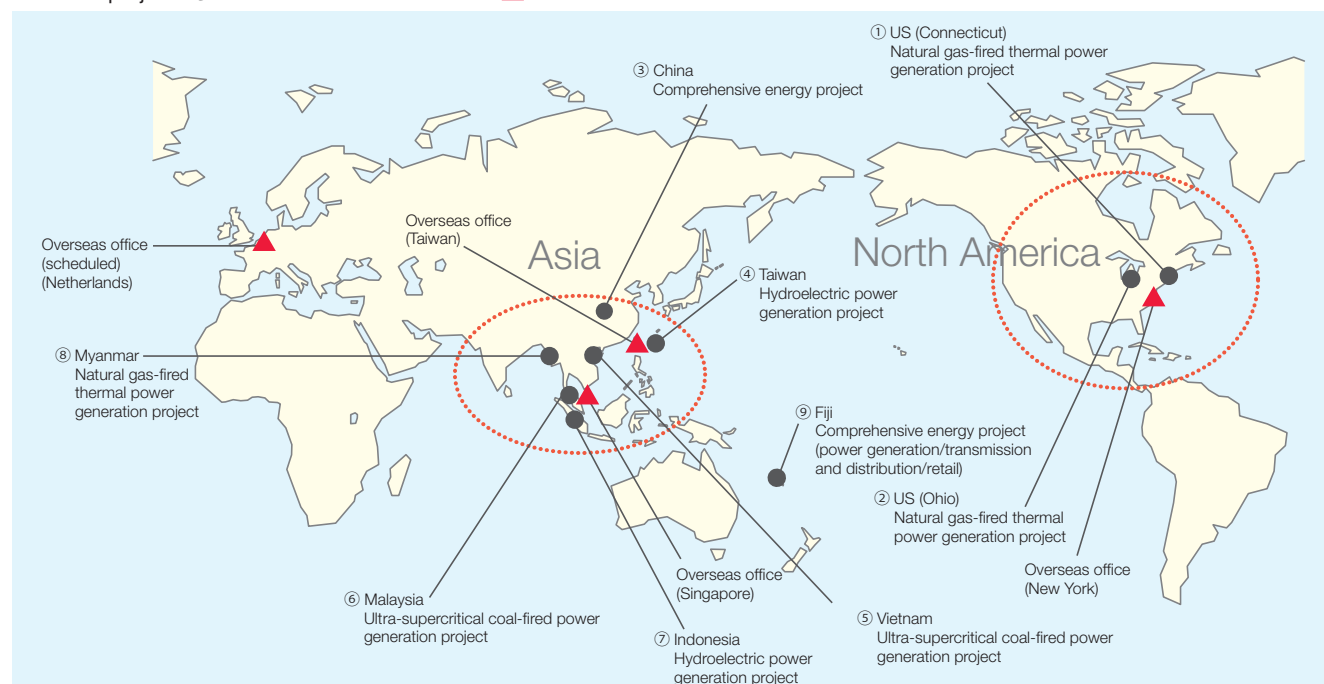 ① US (Connecticut)
Natural gas-fired thermal power
generation project
③ China
Comprehensive energy project
Overseas office
(Taiwan)
Asia
North America
Overseas office
(scheduled)
(Netherlands)
④ Taiwan
Hydroelectric power
generation project
⑧ Myanmar
Natural gas-fired
thermal power
generation project
⑨ Fiji
Comprehensive energy project
(power generation/transmission
and distribution/retail)
② US (Ohio)
Natural gas-fired thermal
power generation project
Overseas office
(New York)
Overseas office
(Singapore)
⑥ Malaysia
Ultra-supercritical coal-fired power
generation project
⑤ Vietnam
Ultra-supercritical coal-fired power
generation project
⑦ Indonesia
Hydroelectric power
generation project